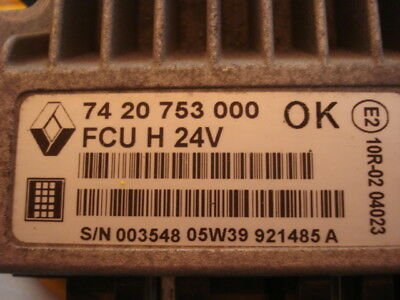 74 20 753 000 OK
FCU H 24V
E2
10R-02 04023
S/N 003548 05W39 921485 A